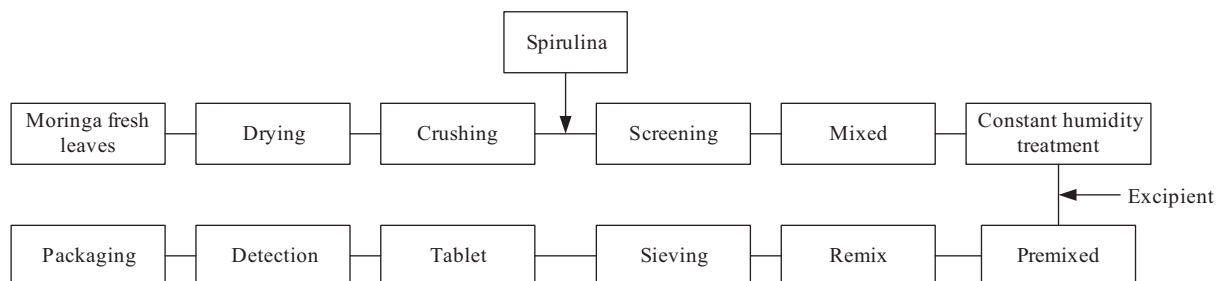 Spirulina
Moringa fresh
leaves
Drying
Crushing
Screening
Mixed
Constant humidity
treatment
Excipient
Packaging
Detection
Tablet
Sieving
Remix
Premixed